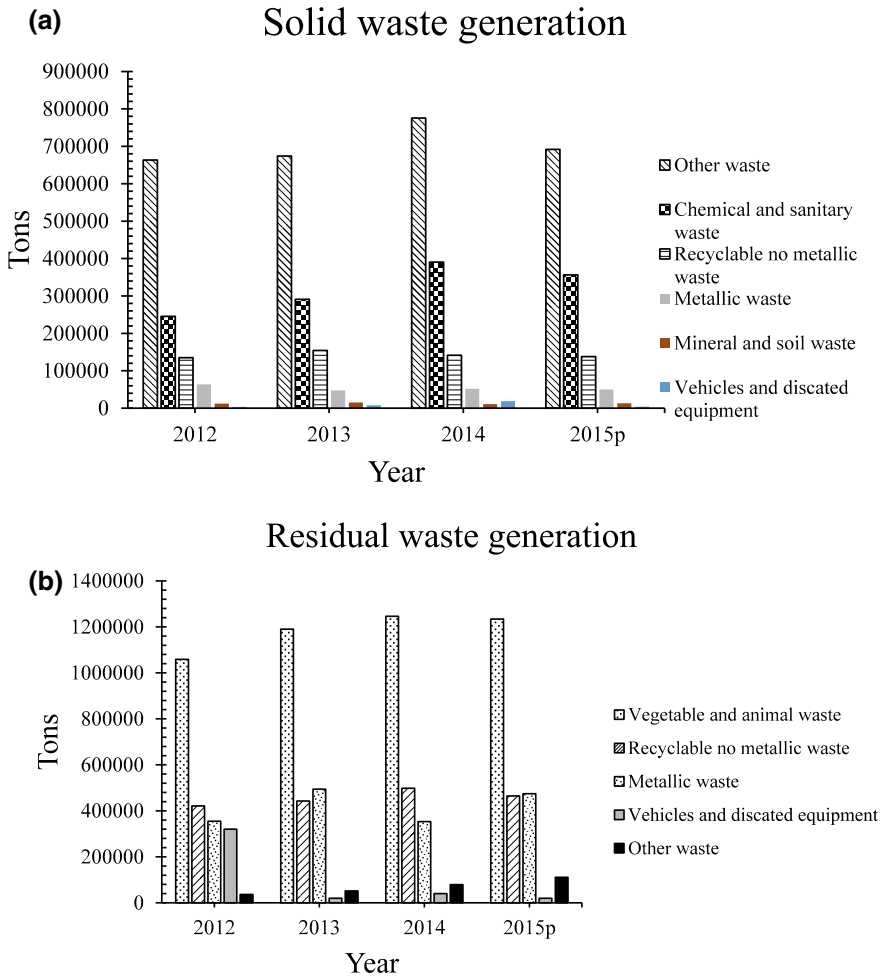 (a)
Solid waste generation
900000
800000
700000
600000
500000
400000
300000
200000
100000
0
Tons
2012 2013 2014 2015p
Year
Other waste
Chemical and sanitary
waste
Recyclable no metallic
waste
Metallic waste
Mineral and soil waste
Vehicles and discated
equipment
Residual waste generation
(b)
1400000
1200000
1000000
800000
600000
400000
200000
0
Tons
2012 2013 2014 2015p
Year
Vegetable and animal waste
Recyclable no metallic waste
Metallic waste
Vehicles and discated equipment
Other waste